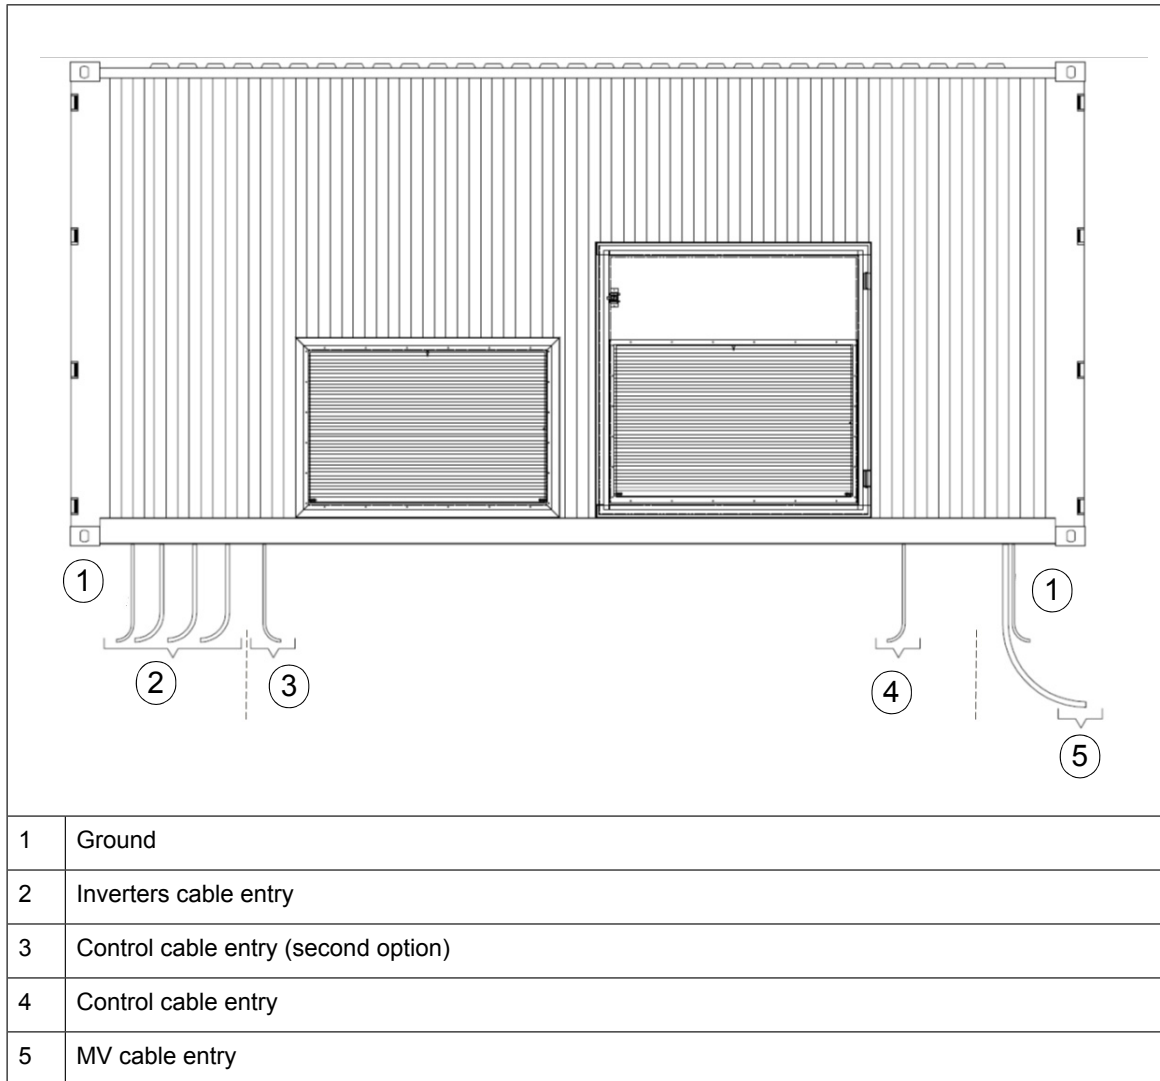 1
1
2
3
4
5
1 Ground
2 Inverters cable entry
3 Control cable entry (second option)
4 Control cable entry
5 MV cable entry